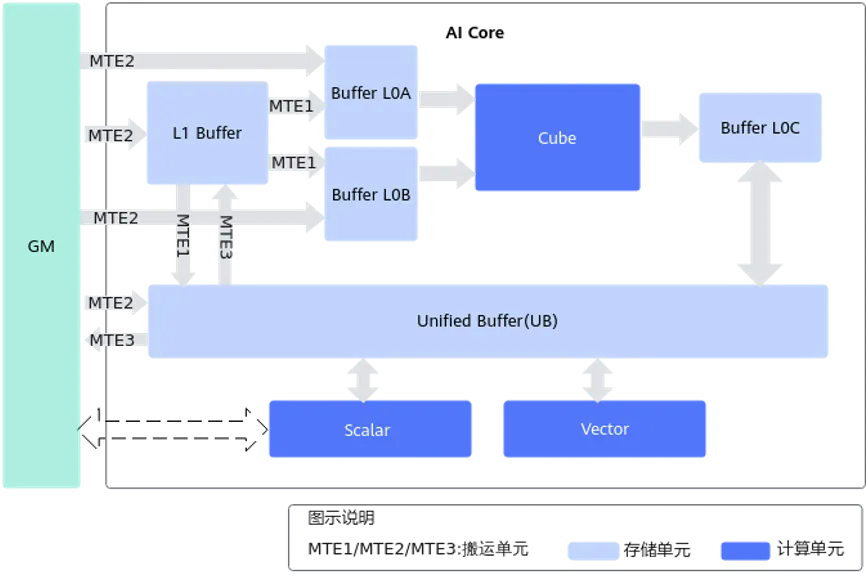 AI Core
MTE2
Buffer L0A
MTE1
L1 Buffer
MTE2
Cube
Buffer L0C
MTE1
Buffer L0B
MTE2
MTE1
MTE3
GM
MTE2
Unified Buffer(UB)
MTE3
Scalar
Vector
图示说明
MTE1/MTE2/MTE3:搬运单元
存储单元
计算单元